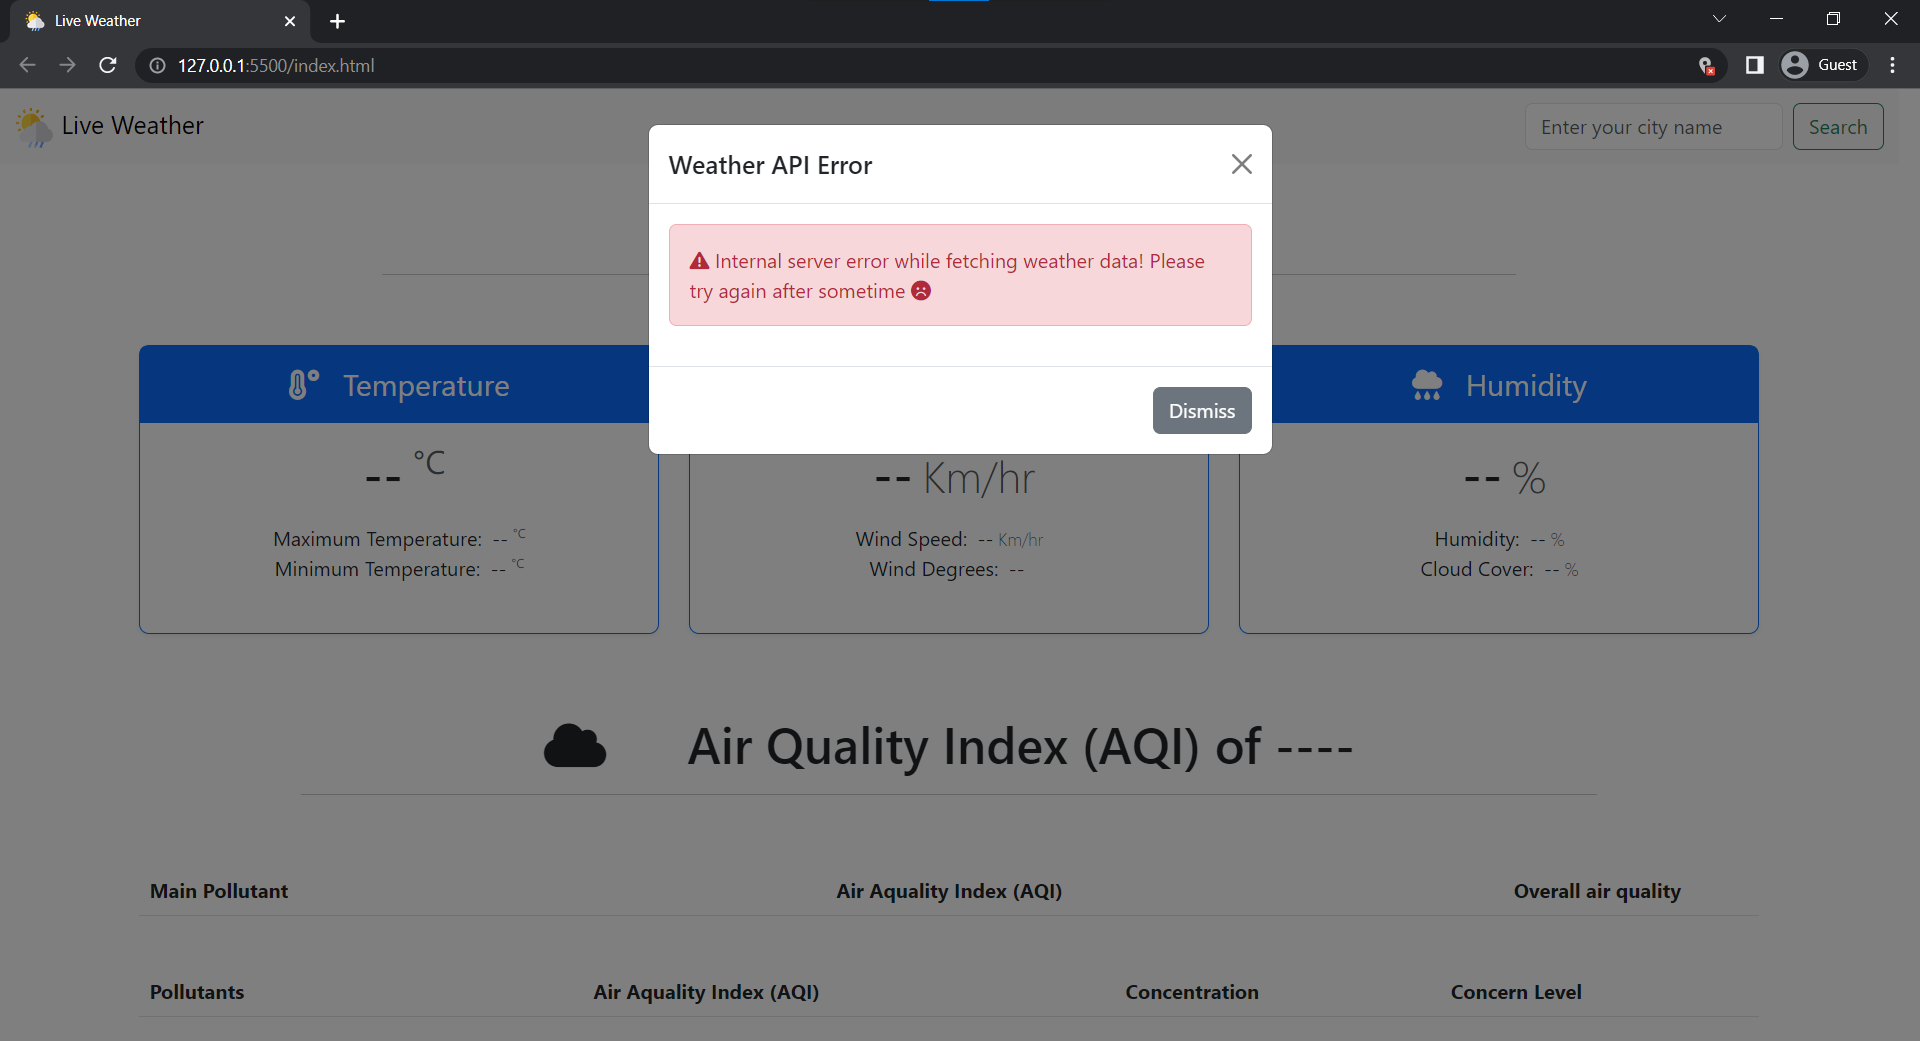 Live Weather
127.0.0.1:5500/index.html
Guest
Live Weather
Enter your city name
Search
Weather API Error
Internal server error while fetching weather data! Please
try again after sometime
Dismiss
Temperature
Humidity
-- °C
-- Km/hr
-- %
Maximum Temperature: -- °C
Minimum Temperature: -- °C
Wind Speed: -- Km/hr
Wind Degrees: --
Humidity: -- %
Cloud Cover: -- %
Air Quality Index (AQI) of ----
Main Pollutant
Air Aquality Index (AQI)
Overall air quality
Pollutants
Air Aquality Index (AQI)
Concentration
Concern Level